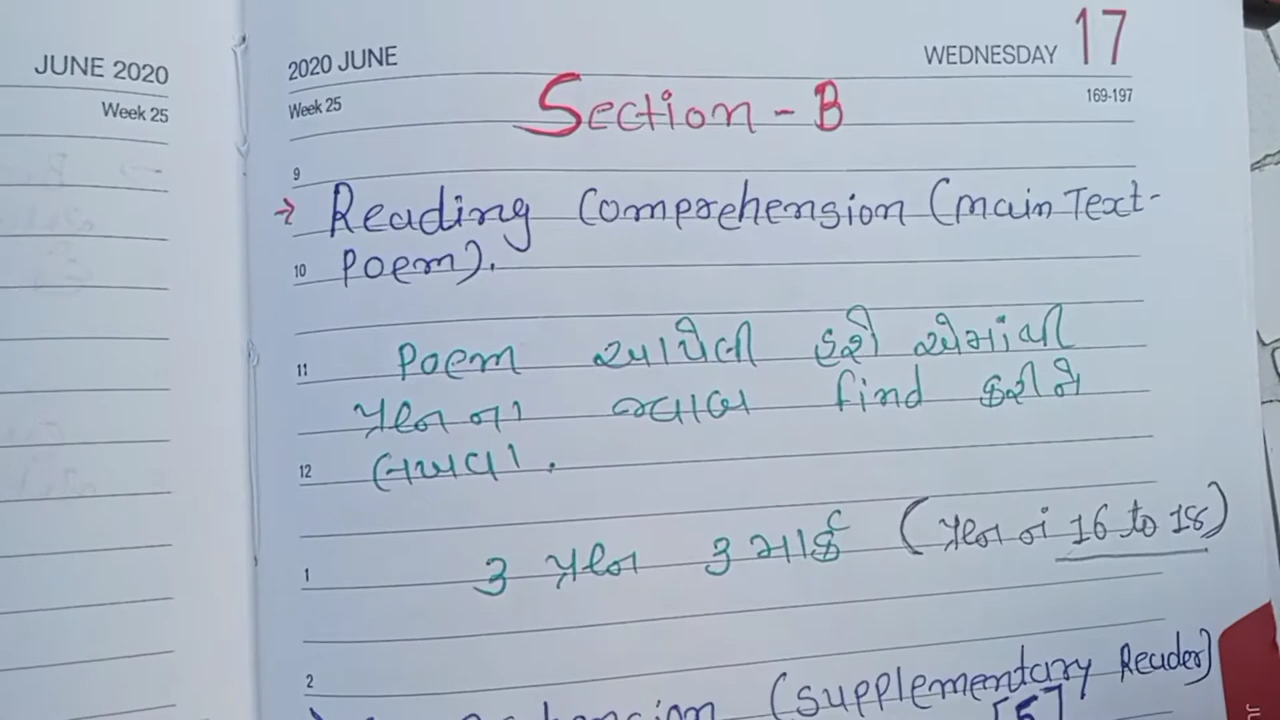 JUNE 2020
Week 25
2020 JUNE
WEDNESDAY 17
Week 25
169-197
Section - B
9
→ Reading Comprehension (main Text-
10 Poem).
11 Poem આપેલી હશે એમાંથી
પ્રશ્ન ના જવાબ find કરીને
12 લખવા.
1 3 પ્રશ્ન 3 માર્ક (પ્રશ્ન નં 16 to 18)
2
(Supplementary Reader)
[5]